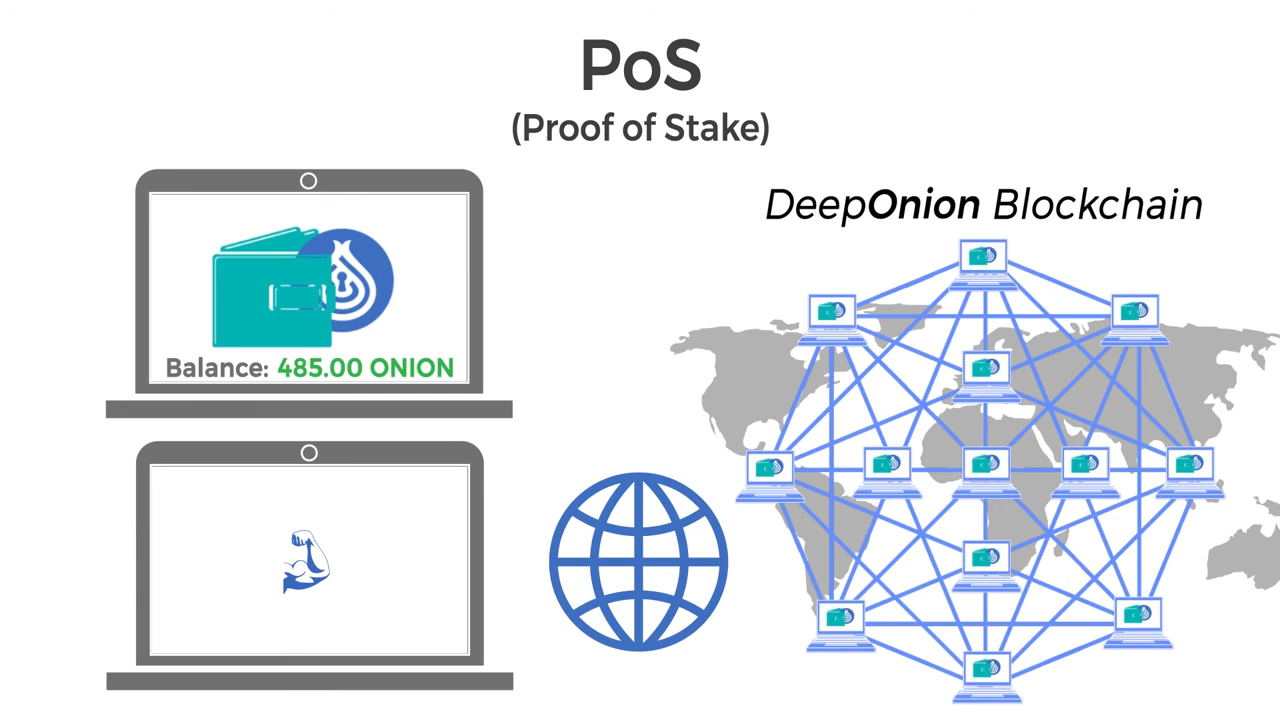 PoS
(Proof of Stake)
DeepOnion Blockchain
Balance: 485.00 ONION